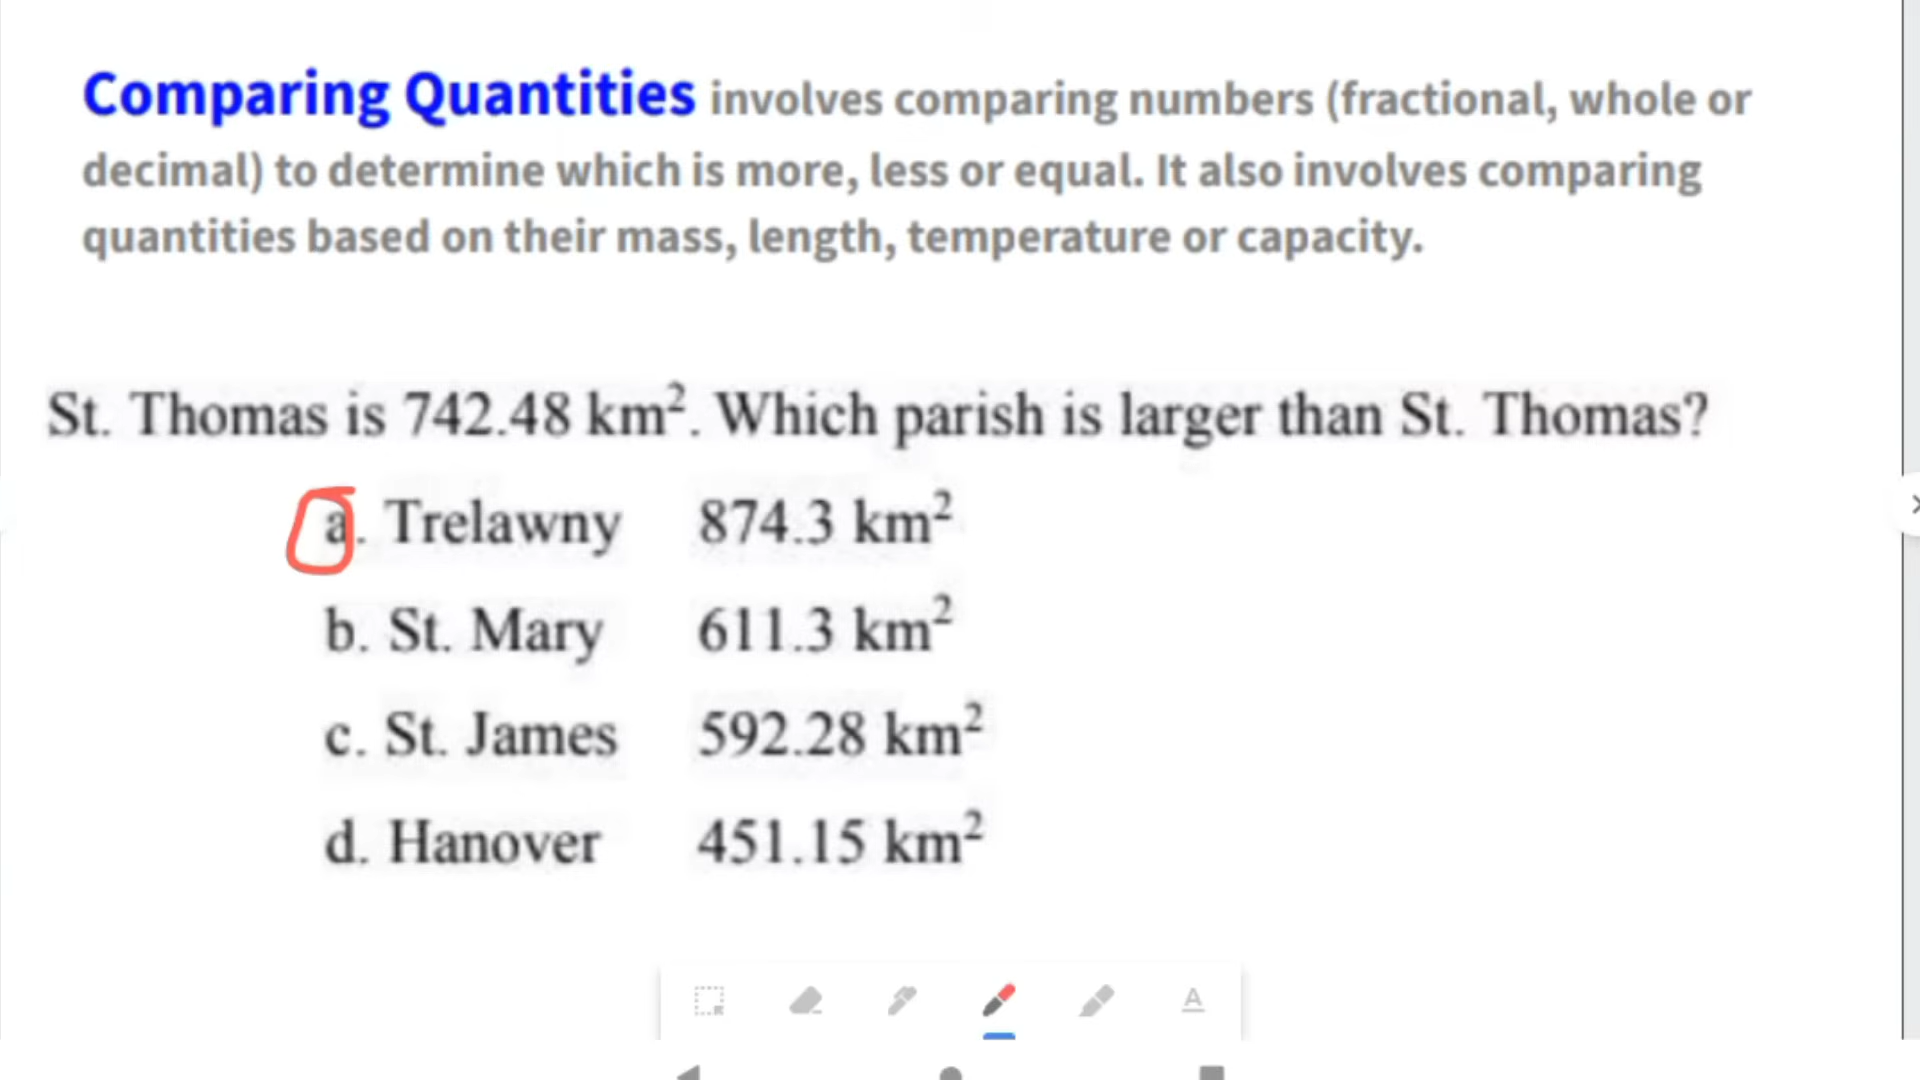 Comparing Quantities involves comparing numbers (fractional, whole or
decimal) to determine which is more, less or equal. It also involves comparing
quantities based on their mass, length, temperature or capacity.
St. Thomas is 742.48 km². Which parish is larger than St. Thomas?
a. Trelawny 874.3 km²
b. St. Mary 611.3 km²
c. St. James 592.28 km²
d. Hanover 451.15 km²
A